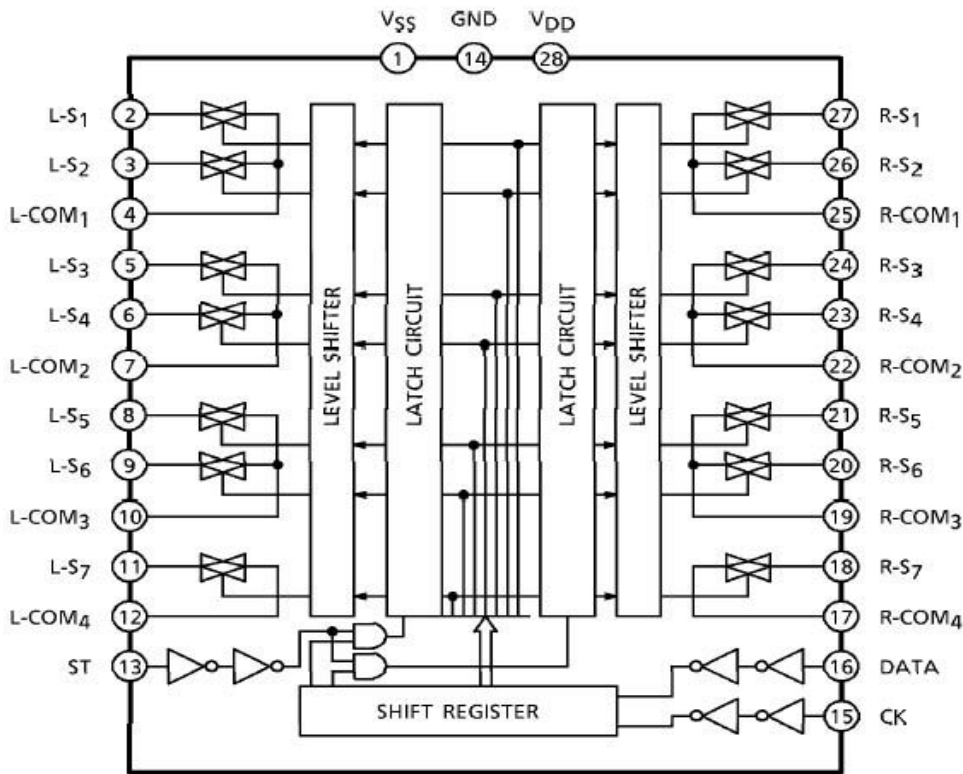 VSS GND VDD
1 14 28
L-S1 2 27 R-S1
L-S2 3 26 R-S2
L-COM1 4 25 R-COM1
L-S3 5 24 R-S3
L-S4 6 23 R-S4
L-COM2 7 22 R-COM2
L-S5 8 21 R-S5
L-S6 9 20 R-S6
L-COM3 10 19 R-COM3
L-S7 11 18 R-S7
L-COM4 12 17 R-COM4
ST 13 16 DATA
15 CK
LEVEL SHIFTER
LATCH CIRCUIT
LATCH CIRCUIT
LEVEL SHIFTER
SHIFT REGISTER